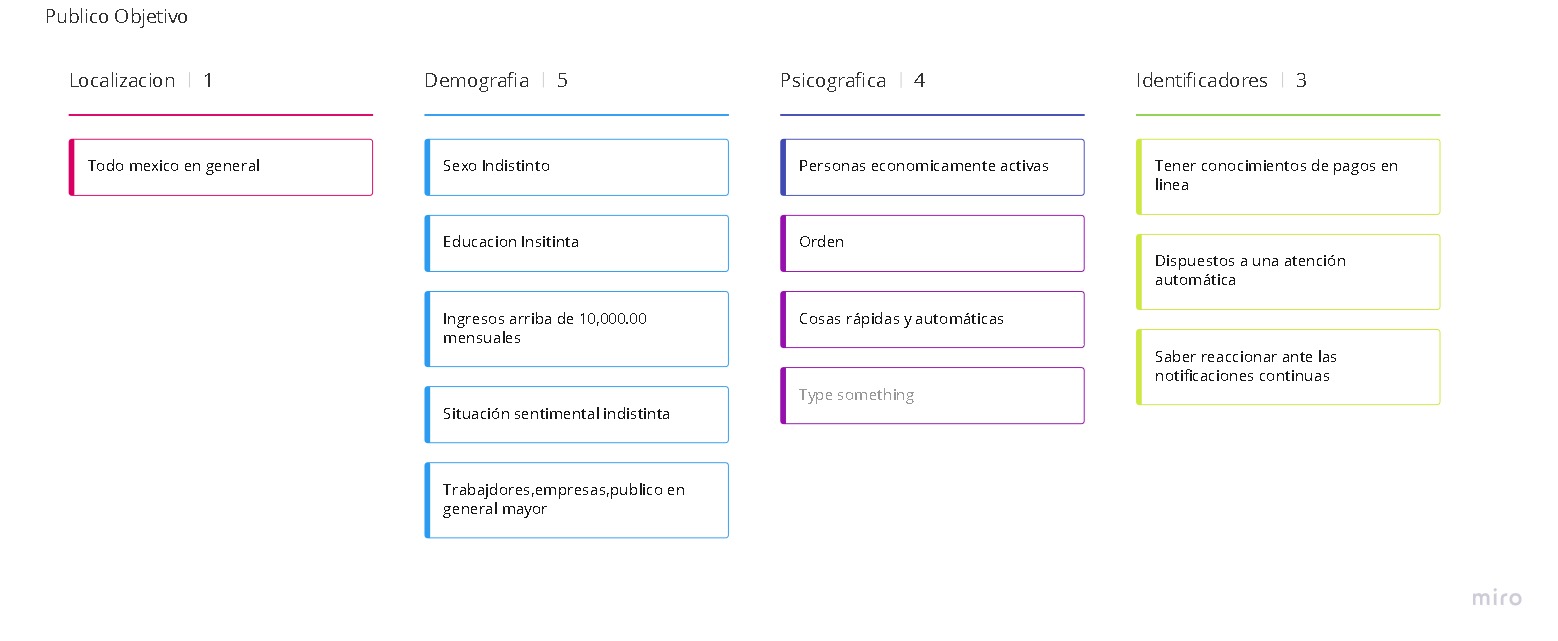 Publico Objetivo
Localizacion | 1
Todo mexico en general
Demografia | 5
Sexo Indistinto
Educacion Insitinta
Ingresos arriba de 10,000.00
mensuales
Situación sentimental indistinta
Trabajdores,empresas,publico en
general mayor
Psicografica | 4
Personas economicamente activas
Orden
Cosas rápidas y automáticas
Type something
Identificadores | 3
Tener conocimientos de pagos en
linea
Dispuestos a una atención
automática
Saber reaccionar ante las
notificaciones continuas
miro